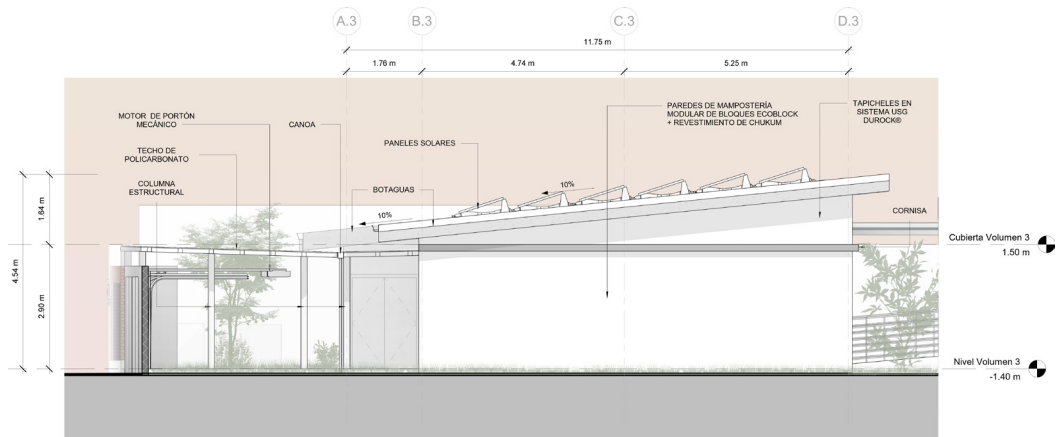 A.3
B.3
C.3
D.3
11.75 m
1.76 m
4.74 m
5.25 m
MOTOR DE PORTÓN
MECÁNICO
TECHO DE
POLICARBONATO
COLUMNA
ESTRUCTURAL
CANOA
PANELES SOLARES
BOTAGUAS
PAREDES DE MAMPOSTERÍA
MODULAR DE BLOQUES ECOBLOCK
+ REVESTIMIENTO DE CHUKUM
TAPICHELES EN
SISTEMA USG
DUROCK®
10%
10%
CORNISA
1.64 m
4.54 m
2.90 m
Cubierta Volumen 3
1.50 m
Nivel Volumen 3
-1.40 m